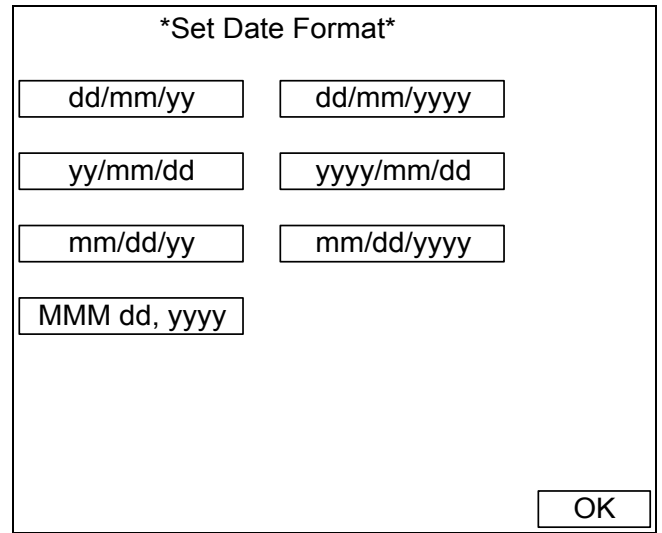 *Set Date Format*
dd/mm/yy dd/mm/yyyy
yy/mm/dd yyyy/mm/dd
mm/dd/yy mm/dd/yyyy
MMM dd, yyyy
OK